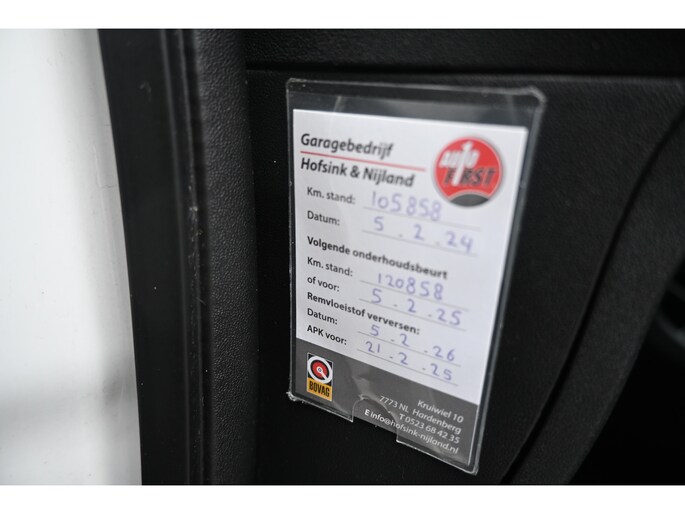 Garagebedrijf
Hofsink & Nijland
auto
FIRST
Km. stand: 105858
Datum: 5.2.24
Volgende onderhoudsbeurt
Km. stand: 120858
of voor: 5.2.25
Remvloeistof verversen:
Datum: 5.2.26
APK voor: 21.2.25
BOVAG
Kruiwiel 10
7773 NL Hardenberg
T 0523 68 42 35
E info@hofsink-nijland.nl